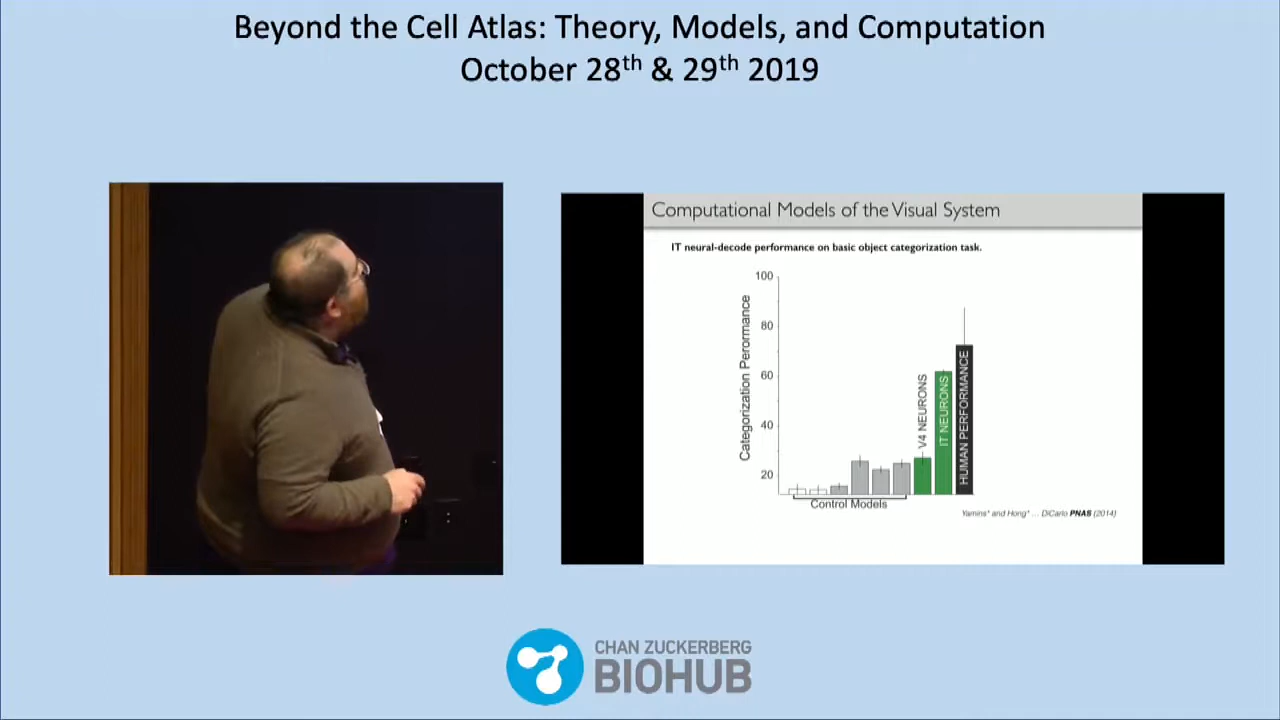 Beyond the Cell Atlas: Theory, Models, and Computation
October 28th & 29th 2019
Computational Models of the Visual System
IT neural-decode performance on basic object categorization task.
Categorization Perormance
100
80
60
40
20
Control Models
V4 NEURONS
IT NEURONS
HUMAN PERFORMANCE
Yamins* and Hong* ... DiCarlo PNAS (2014)
CHAN ZUCKERBERG
BIOHUB